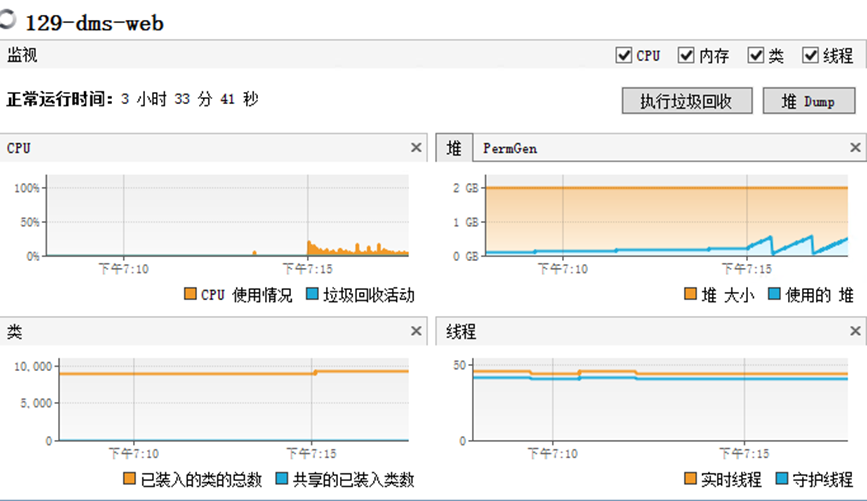 129-dms-web
监视 CPU 内存 类 线程
正常运行时间: 3 小时 33 分 41 秒 执行垃圾回收 堆 Dump
CPU
100%
50%
0%
下午7:10 下午7:15
CPU 使用情况 垃圾回收活动
堆 PermGen
2 GB
1 GB
0 GB
下午7:10 下午7:15
堆 大小 使用的 堆
类
10,000
5,000
0
下午7:10 下午7:15
已装入的类的总数 共享的已装入类数
线程
50
0
下午7:10 下午7:15
实时线程 守护线程